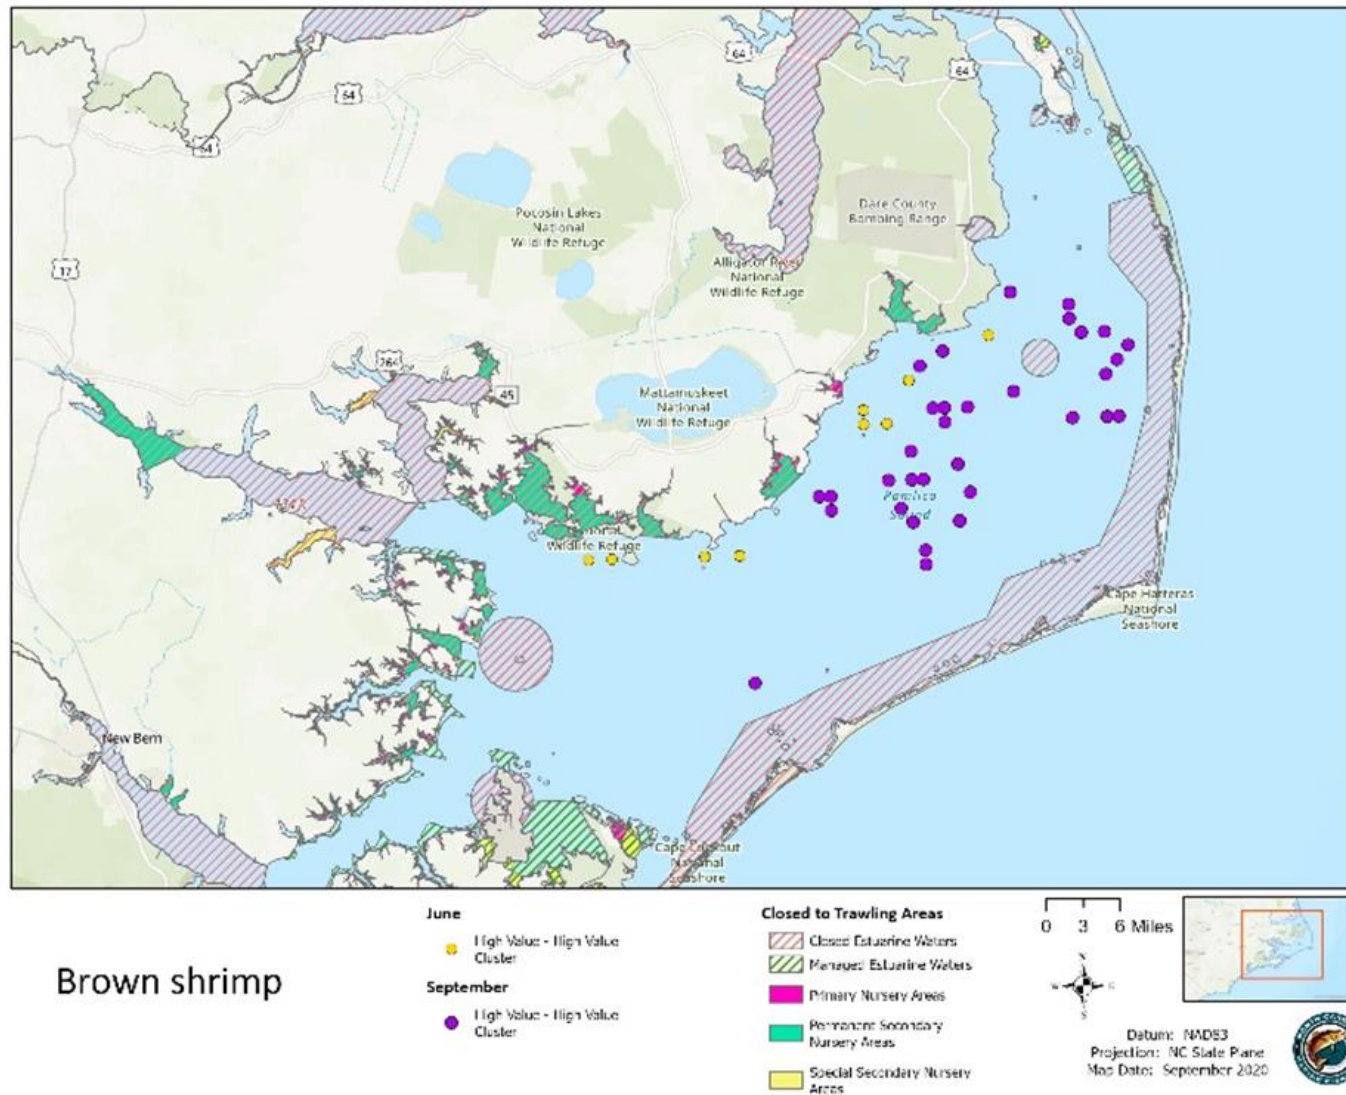 64
64
64
64
Pocosin Lakes
National
Wildlife Refuge
Dare County
Bombing Range
17
Alligator River
National
Wildlife Refuge
264
45
Mattamuskeet
National
Wildlife Refuge
Pamlico
Sound
National
Wildlife Refuge
Cape Hatteras
National
Seashore
New Bern
Cape Lookout
National
Seashore
Brown shrimp
June
High Value - High Value
Cluster
September
High Value - High Value
Cluster
Closed to Trawling Areas
Closed Estuarine Waters
Managed Estuarine Waters
Primary Nursery Areas
Permanent Secondary
Nursery Areas
Special Secondary Nursery
Areas
0 3 6 Miles
N
W E
S
Datum: NAD83
Projection: NC State Plane
Map Date: September 2020